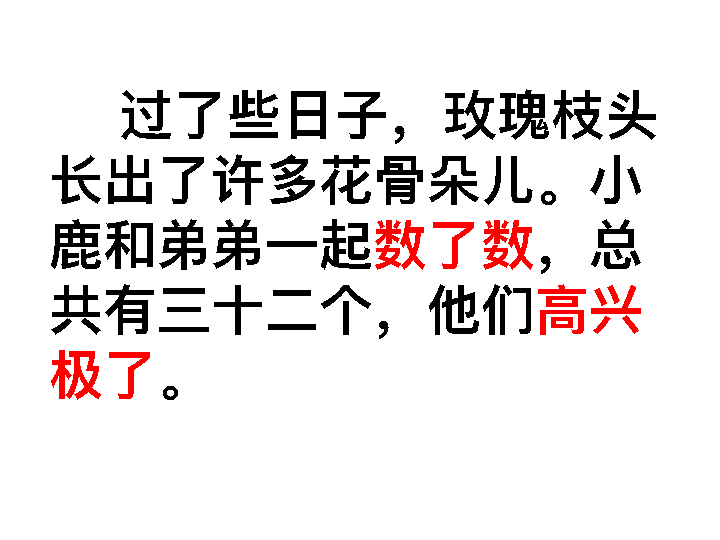 过了些日子，玫瑰枝头
长出了许多花骨朵儿。小
鹿和弟弟一起数了数，总
共有三十二个，他们高兴
极了。